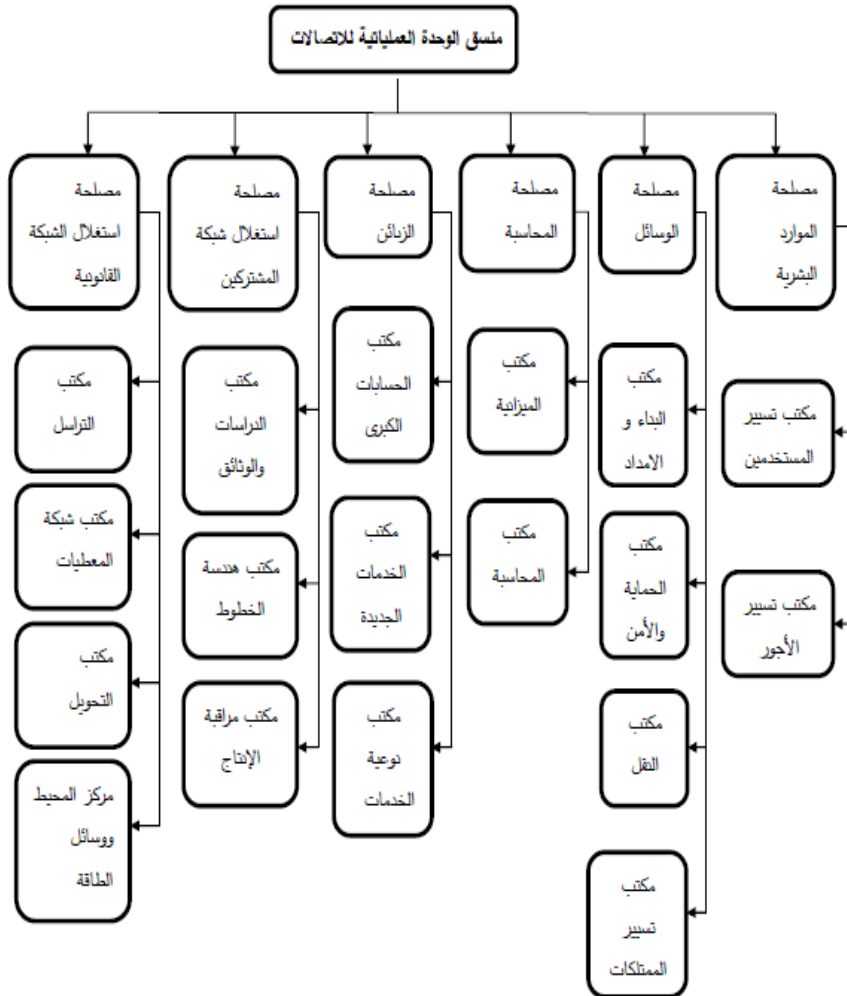 منسق الوحدة العملياتية للاتصالات
مصلحة
الموارد
البشرية
مصلحة
الوسائل
مصلحة
المحاسبة
مصلحة
الزبائن
مصلحة
استغلال شبكة
المشتركين
مصلحة
استغلال الشبكة
القانونية
مكتب تسيير
المستخدمين
مكتب تسيير
الأجور
مكتب
البناء و
الامداد
مكتب
الحماية
والأمن
مكتب
النقل
مكتب
تسيير
الممتلكات
مكتب
الميزانية
مكتب
المحاسبة
مكتب
الحسابات
الكبرى
مكتب
الخدمات
الجديدة
مكتب
نوعية
الخدمات
مكتب
الدراسات
والوثائق
مكتب هندسة
الخطوط
مكتب مراقبة
الإنتاج
مكتب
التراسل
مكتب شبكة
المعطيات
مكتب
التحويل
مركز المحيط
ووسائل
الطاقة